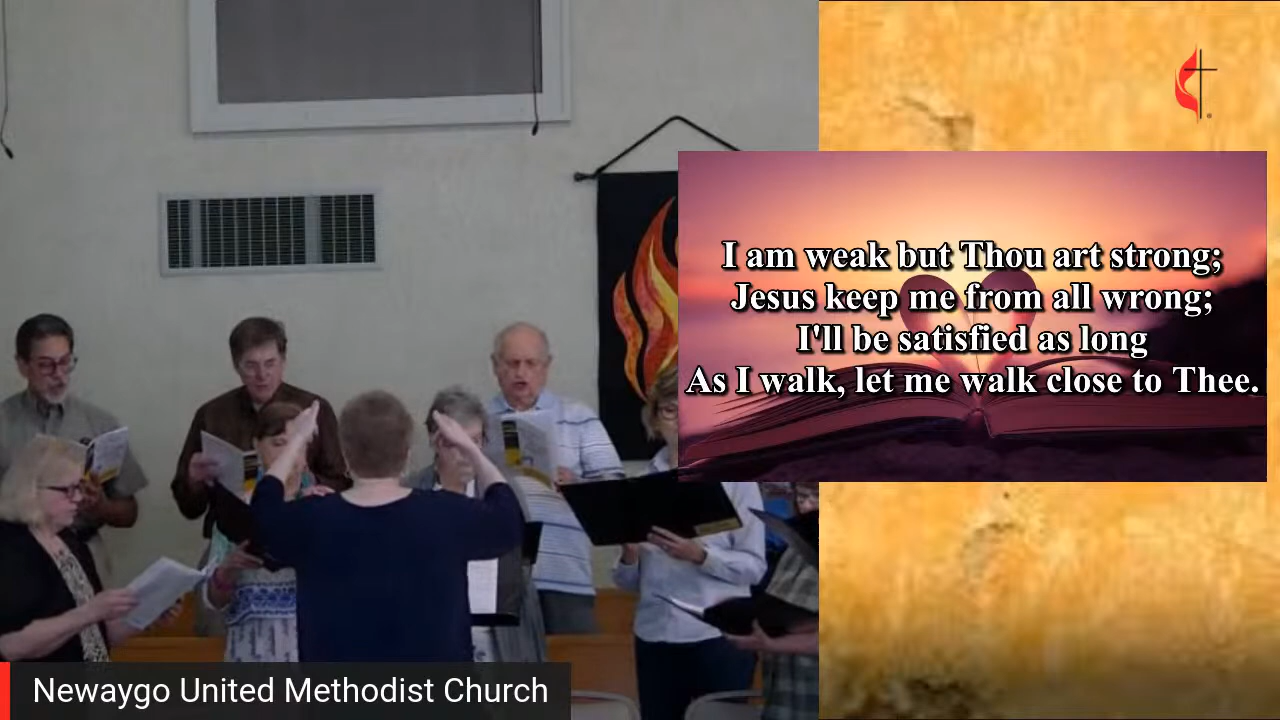 I am weak but Thou art strong;
Jesus keep me from all wrong;
I'll be satisfied as long
As I walk, let me walk close to Thee.
Newaygo United Methodist Church